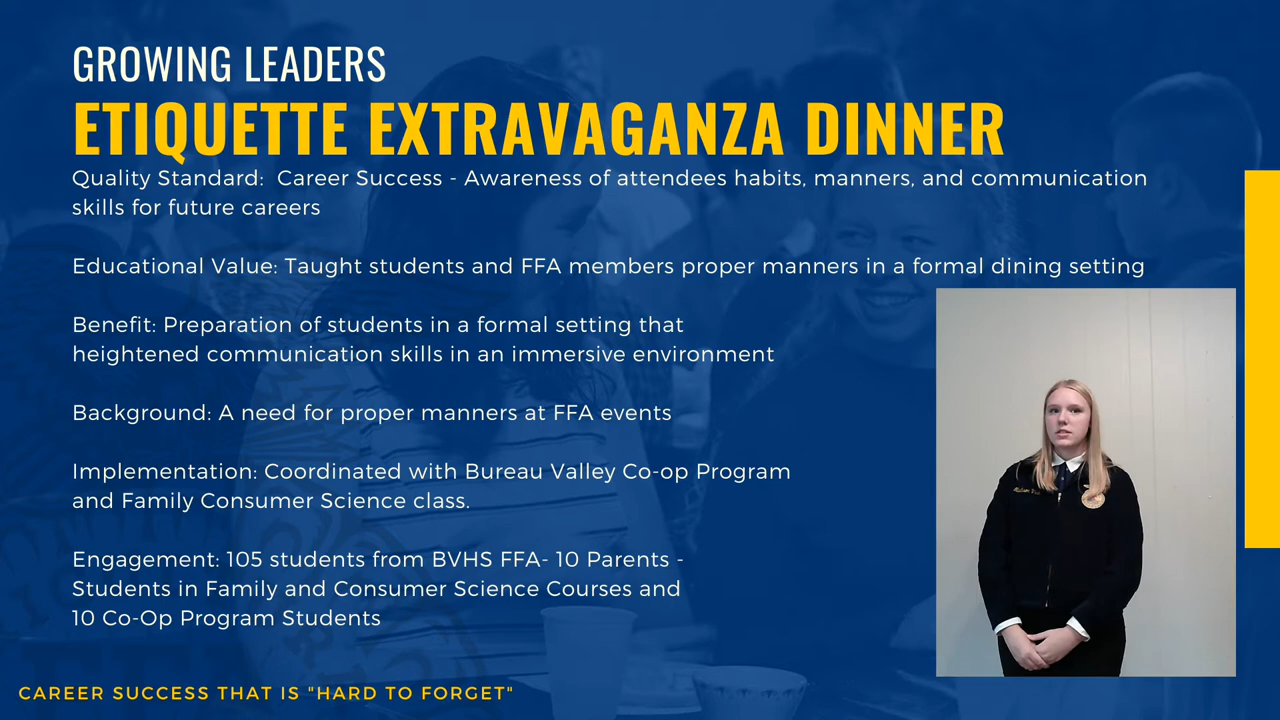 GROWING LEADERS
ETIQUETTE EXTRAVAGANZA DINNER
Quality Standard:  Career Success - Awareness of attendees habits, manners, and communication
skills for future careers
Educational Value: Taught students and FFA members proper manners in a formal dining setting
Benefit: Preparation of students in a formal setting that
heightened communication skills in an immersive environment
Background: A need for proper manners at FFA events
Implementation: Coordinated with Bureau Valley Co-op Program
and Family Consumer Science class.
Engagement: 105 students from BVHS FFA- 10 Parents -
Students in Family and Consumer Science Courses and
10 Co-Op Program Students
CAREER SUCCESS THAT IS "HARD TO FORGET"